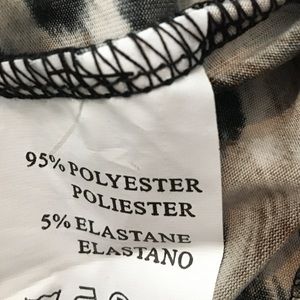 95% POLYESTER
POLIESTER
5% ELASTANE
ELASTANO